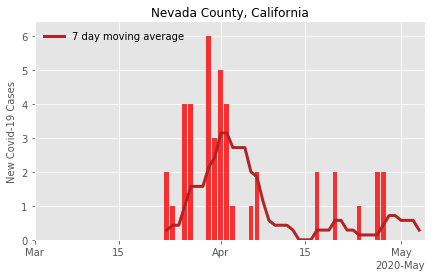 Nevada County, California
7 day moving average
New Covid-19 Cases
6
5
4
3
2
1
0
Mar 15 Apr 15 May
2020-May